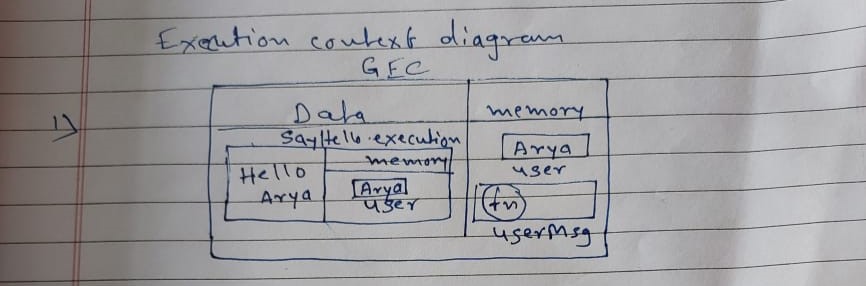 Execution context diagram
GEC
1)
Data
memory
SayHello execution
memory
Hello
Arya
Arya
user
Arya
user
fn
userMsg